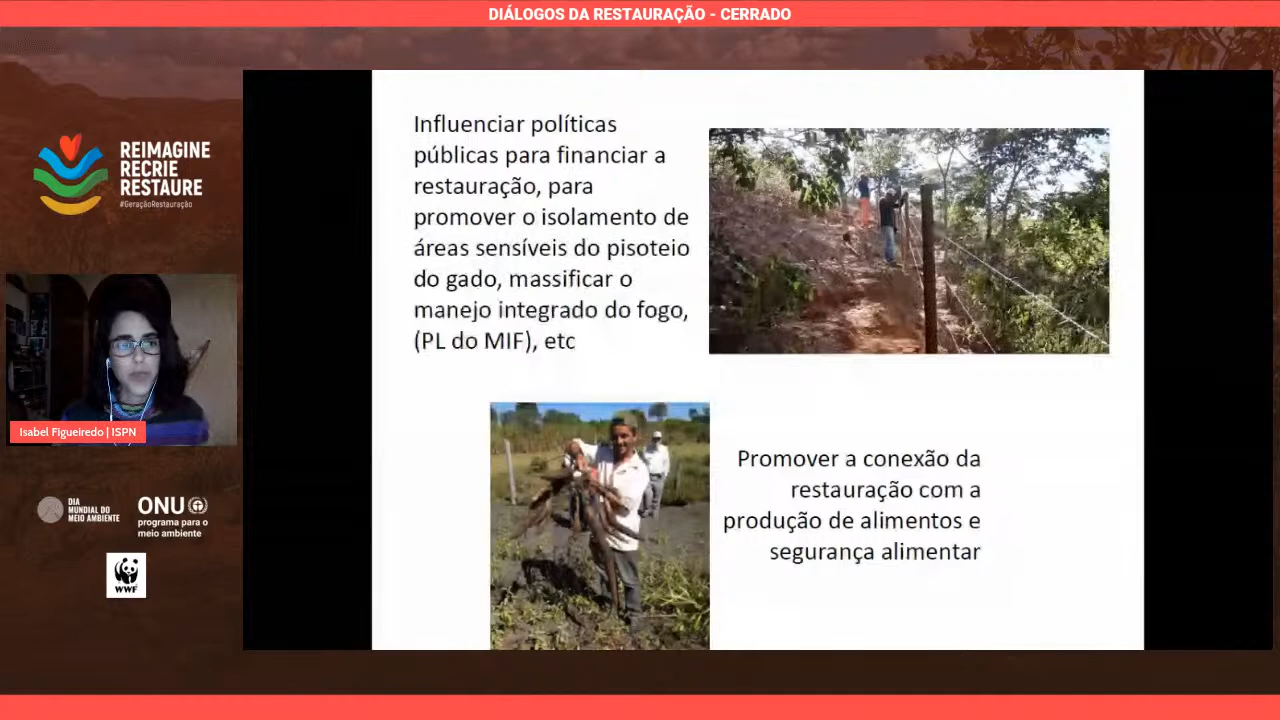 DIÁLOGOS DA RESTAURAÇÃO - CERRADO
REIMAGINE
RECRIE
RESTAURE
#GeraçãoRestauração
Influenciar políticas
públicas para financiar a
restauração, para
promover o isolamento de
áreas sensíveis do pisoteio
do gado, massificar o
manejo integrado do fogo,
(PL do MIF), etc
Isabel Figueiredo | ISPN
Promover a conexão da
restauração com a
produção de alimentos e
segurança alimentar
DIA
MUNDIAL DO
MEIO AMBIENTE
ONU
programa para o
meio ambiente
WWF